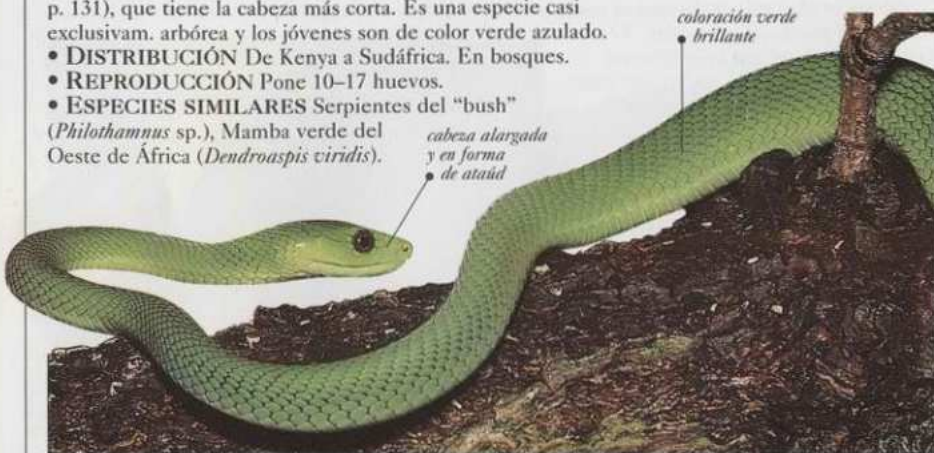 p. 131), que tiene la cabeza más corta. Es una especie casi
exclusivam. arbórea y los jóvenes son de color verde azulado.
• DISTRIBUCIÓN De Kenya a Sudáfrica. En bosques.
• REPRODUCCIÓN Pone 10–17 huevos.
• ESPECIES SIMILARES Serpientes del "bush"
(Philothamnus sp.), Mamba verde del
Oeste de África (Dendroaspis viridis).
cabeza alargada
y en forma
de ataúd
coloración verde
brillante